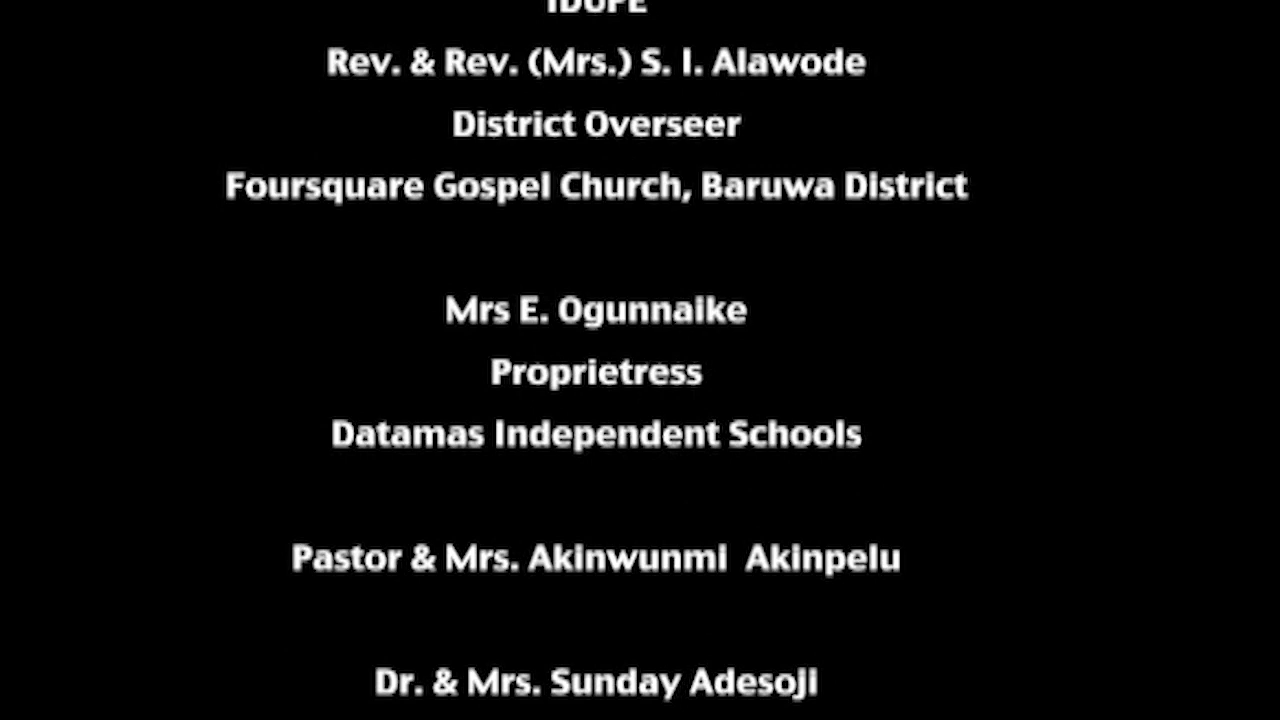 IDUPE
Rev. & Rev. (Mrs.) S. I. Alawode
District Overseer
Foursquare Gospel Church, Baruwa District
Mrs E. Ogunnaike
Proprietress
Datamas Independent Schools
Pastor & Mrs. Akinwunmi Akinpelu
Dr. & Mrs. Sunday Adesoji